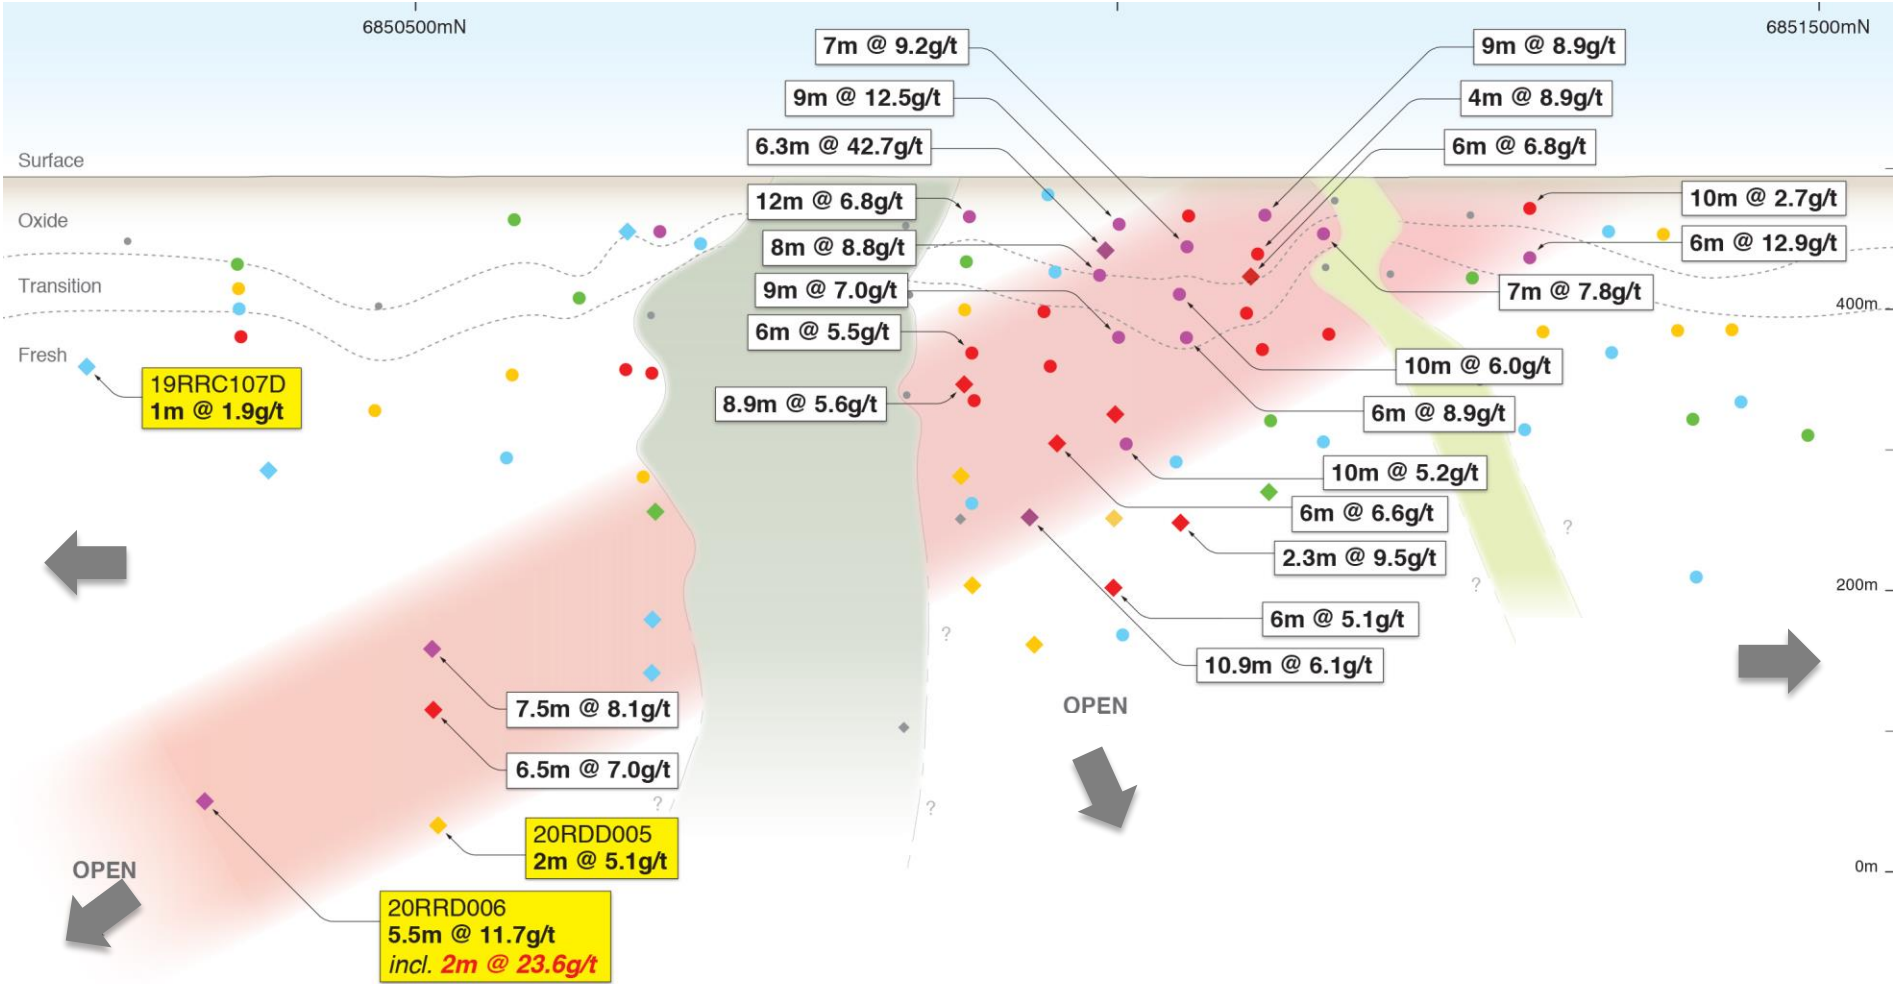 6850500mN
6851500mN
7m @ 9.2g/t
9m @ 8.9g/t
9m @ 12.5g/t
4m @ 8.9g/t
6.3m @ 42.7g/t
6m @ 6.8g/t
Surface
12m @ 6.8g/t
10m @ 2.7g/t
Oxide
8m @ 8.8g/t
6m @ 12.9g/t
Transition
9m @ 7.0g/t
7m @ 7.8g/t
400m
6m @ 5.5g/t
Fresh
10m @ 6.0g/t
19RRC107D
1m @ 1.9g/t
8.9m @ 5.6g/t
6m @ 8.9g/t
10m @ 5.2g/t
6m @ 6.6g/t
?
2.3m @ 9.5g/t
?
200m
6m @ 5.1g/t
?
10.9m @ 6.1g/t
OPEN
7.5m @ 8.1g/t
6.5m @ 7.0g/t
?
?
20RDD005
2m @ 5.1g/t
0m
OPEN
20RRD006
5.5m @ 11.7g/t
incl. 2m @ 23.6g/t